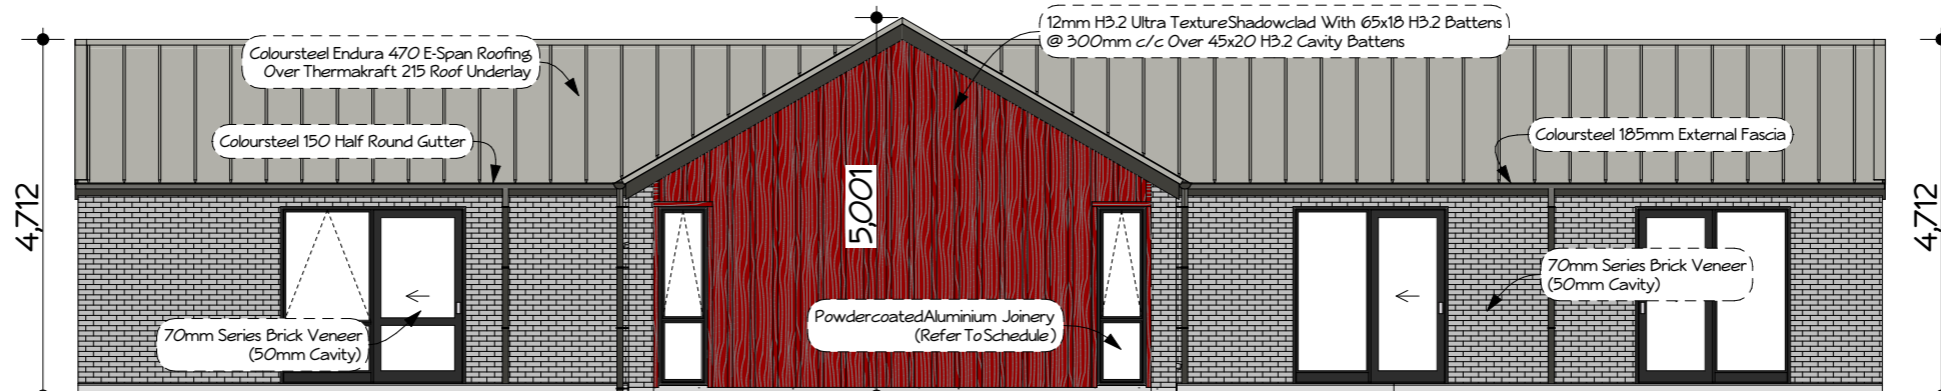 12mm H3.2 Ultra TextureShadowclad With 65x18 H3.2 Battens
@ 300mm c/c Over 45x20 H3.2 Cavity Battens
Coloursteel Endura 470 E-Span Roofing
Over Thermakraft 215 Roof Underlay
Coloursteel 150 Half Round Gutter
Coloursteel 185mm External Fascia
4,712
5,001
4,712
70mm Series Brick Veneer
(50mm Cavity)
PowdercoatedAluminium Joinery
(Refer To Schedule)
70mm Series Brick Veneer
(50mm Cavity)